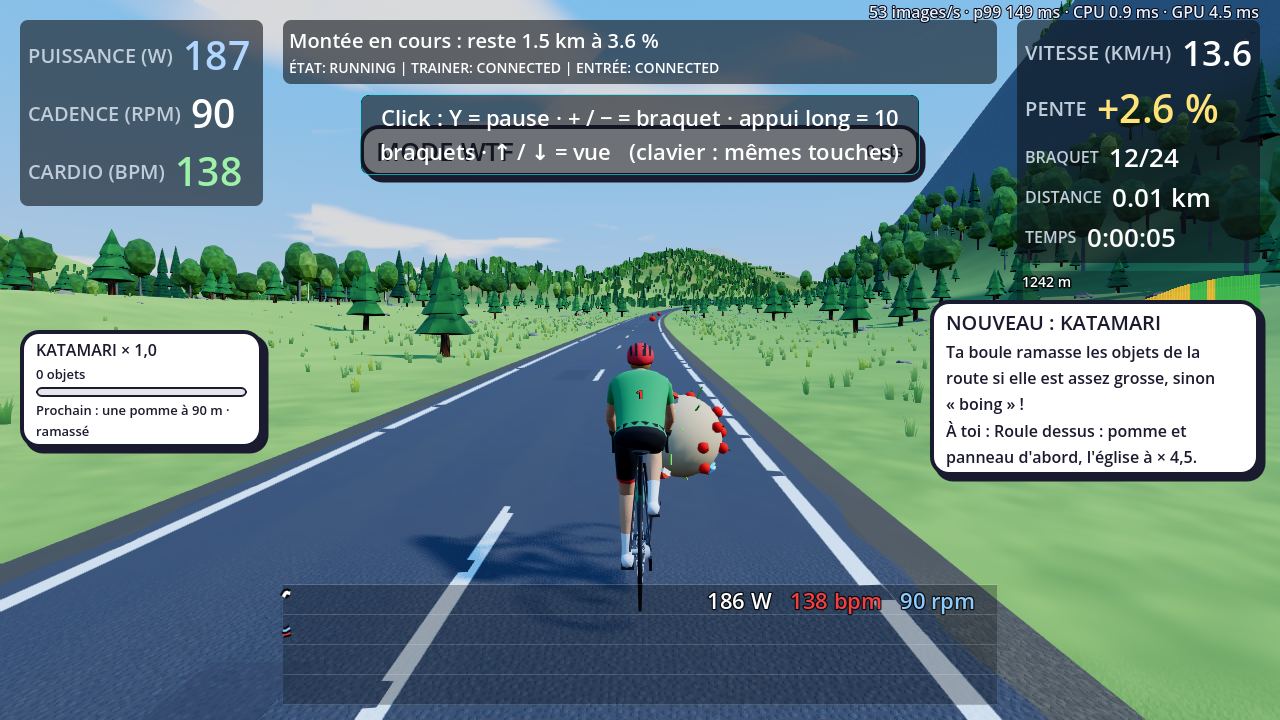 53 images/s · p99 149 ms · CPU 0.9 ms · GPU 4.5 ms
PUISSANCE (W) 187
CADENCE (RPM) 90
CARDIO (BPM) 138
Montée en cours : reste 1.5 km à 3.6 %
ÉTAT: RUNNING | TRAINER: CONNECTED | ENTRÉE: CONNECTED
Click : Y = pause · + / − = braquet · appui long = 10
braquets · ↑ / ↓ = vue (clavier : mêmes touches)
MODE WTF
VITESSE (KM/H) 13.6
PENTE +2.6 %
BRAQUET 12/24
DISTANCE 0.01 km
TEMPS 0:00:05
1242 m
KATAMARI × 1,0
0 objets
Prochain : une pomme à 90 m ·
ramassé
NOUVEAU : KATAMARI
Ta boule ramasse les objets de la
route si elle est assez grosse, sinon
« boing » !
À toi : Roule dessus : pomme et
panneau d'abord, l'église à × 4,5.
1
186 W 138 bpm 90 rpm